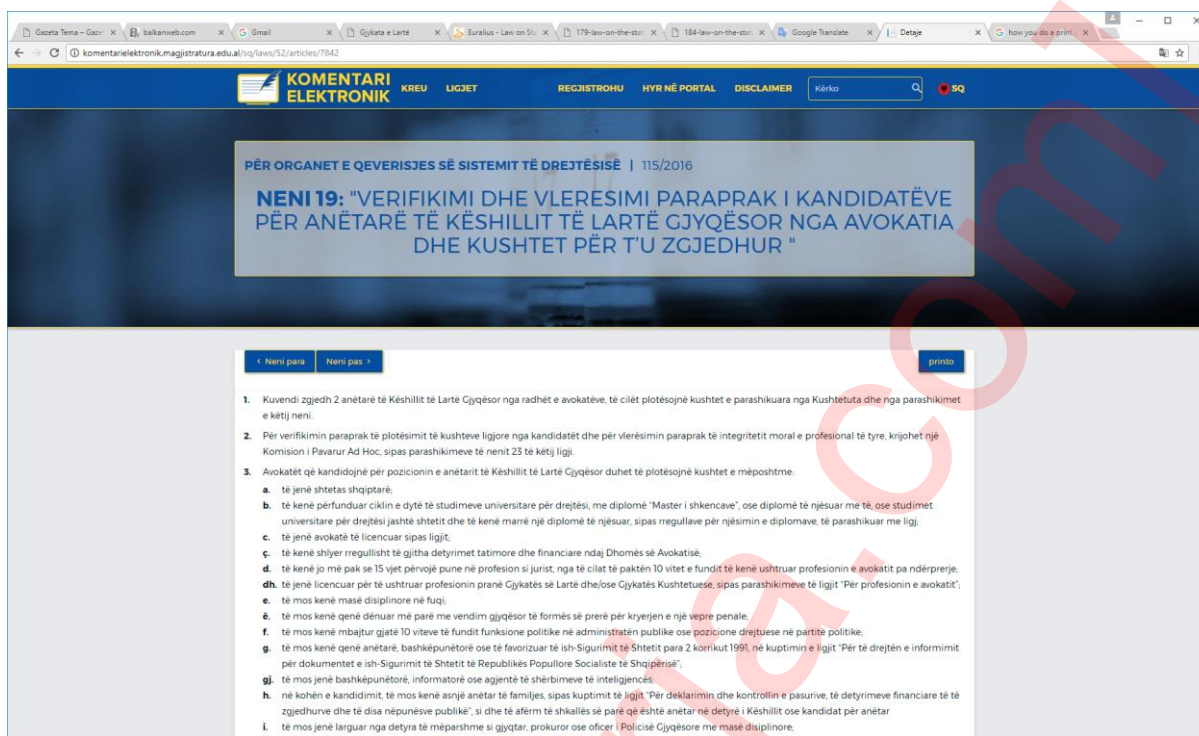 Gazeta Tema – Gazet
balkanweb.com
Gmail
Gjykata e Lartë
Euralius - Law on Sta
179-law-on-the-stat
184-law-on-the-stat
Google Translate
Detaje
how you do a print s
komentarielektronik.magjistratura.edu.al/sq/laws/52/articles/7842
KOMENTARI
ELEKTRONIK
KREU LIGJET REGJISTROHU HYR NË PORTAL DISCLAIMER Kërko SQ
PËR ORGANET E QEVERISJES SË SISTEMIT TË DREJTËSISË | 115/2016
NENI 19: "VERIFIKIMI DHE VLERESIMI PARAPRAK I KANDIDATËVE
PËR ANËTARË TË KËSHILLIT TË LARTË GJYQËSOR NGA AVOKATIA
DHE KUSHTET PËR T'U ZGJEDHUR "
‹ Neni para Neni pas › printo
1. Kuvendi zgjedh 2 anëtarë të Këshillit të Lartë Gjyqësor nga radhët e avokatëve, të cilët plotësojnë kushtet e parashikuara nga Kushtetuta dhe nga parashikimet
e këtij neni.
2. Për verifikimin paraprak të plotësimit të kushteve ligjore nga kandidatët dhe për vlerësimin paraprak të integritetit moral e profesional të tyre, krijohet një
Komision i Pavarur Ad Hoc, sipas parashikimeve të nenit 23 të këtij ligji.
3. Avokatët që kandidojnë për pozicionin e anëtarit të Këshillit të Lartë Gjyqësor duhet të plotësojnë kushtet e mëposhtme:
a. të jenë shtetas shqiptarë;
b. të kenë përfunduar ciklin e dytë të studimeve universitare për drejtësi, me diplomë "Master i shkencave", ose diplomë të njësuar me të, ose studimet
universitare për drejtësi jashtë shtetit dhe të kenë marrë një diplomë të njësuar, sipas rregullave për njësimin e diplomave, të parashikuar me ligj;
c. të jenë avokatë të licencuar sipas ligjit;
ç. të kenë shlyer rregullisht të gjitha detyrimet tatimore dhe financiare ndaj Dhomës së Avokatisë;
d. të kenë jo më pak se 15 vjet përvojë pune në profesion si jurist, nga të cilat të paktën 10 vitet e fundit të kenë ushtruar profesionin e avokatit pa ndërprerje;
dh. të jenë licencuar për të ushtruar profesionin pranë Gjykatës së Lartë dhe/ose Gjykatës Kushtetuese, sipas parashikimeve të ligjit "Për profesionin e avokatit";
e. të mos kenë masë disiplinore në fuqi;
ë. të mos kenë qenë dënuar më parë me vendim gjyqësor të formës së prerë për kryerjen e një vepre penale;
f. të mos kenë mbajtur gjatë 10 viteve të fundit funksione politike në administratën publike ose pozicione drejtuese në partitë politike;
g. të mos kenë qenë anëtarë, bashkëpunëtorë ose të favorizuar të ish-Sigurimit të Shtetit para 2 korrikut 1991, në kuptimin e ligjit "Për të drejtën e informimit
për dokumentet e ish-Sigurimit të Shtetit të Republikës Popullore Socialiste të Shqipërisë";
gj. të mos jenë bashkëpunëtorë, informatorë ose agjentë të shërbimeve të inteligjencës;
h. në kohën e kandidimit, të mos kenë asnjë anëtar të familjes, sipas kuptimit të ligjit "Për deklarimin dhe kontrollin e pasurive, të detyrimeve financiare të të
zgjedhurve dhe të disa nëpunësve publikë", si dhe të afërm të shkallës së parë që është anëtar në detyrë i Këshillit ose kandidat për anëtar
i. të mos jenë larguar nga detyra të mëparshme si gjyqtar, prokuror ose oficer i Policisë Gjyqësore me masë disiplinore;